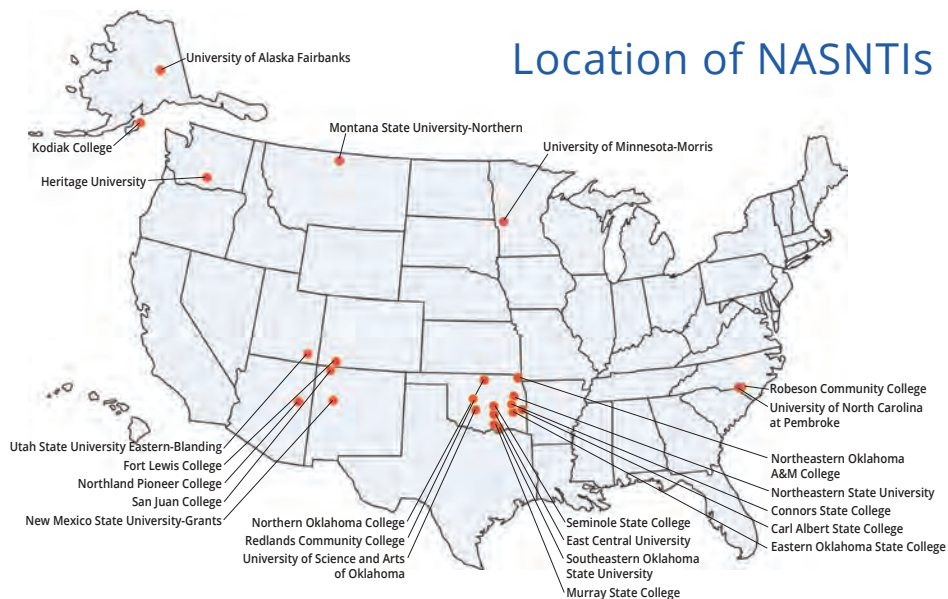 Location of NASNTIs
University of Alaska Fairbanks
Kodiak College
Heritage University
Montana State University-Northern
University of Minnesota-Morris
Utah State University Eastern-Blanding
Fort Lewis College
Northland Pioneer College
San Juan College
New Mexico State University-Grants
Northern Oklahoma College
Redlands Community College
University of Science and Arts
of Oklahoma
Seminole State College
East Central University
Southeastern Oklahoma
State University
Murray State College
Robeson Community College
University of North Carolina
at Pembroke
Northeastern Oklahoma
A&M College
Northeastern State University
Connors State College
Carl Albert State College
Eastern Oklahoma State College